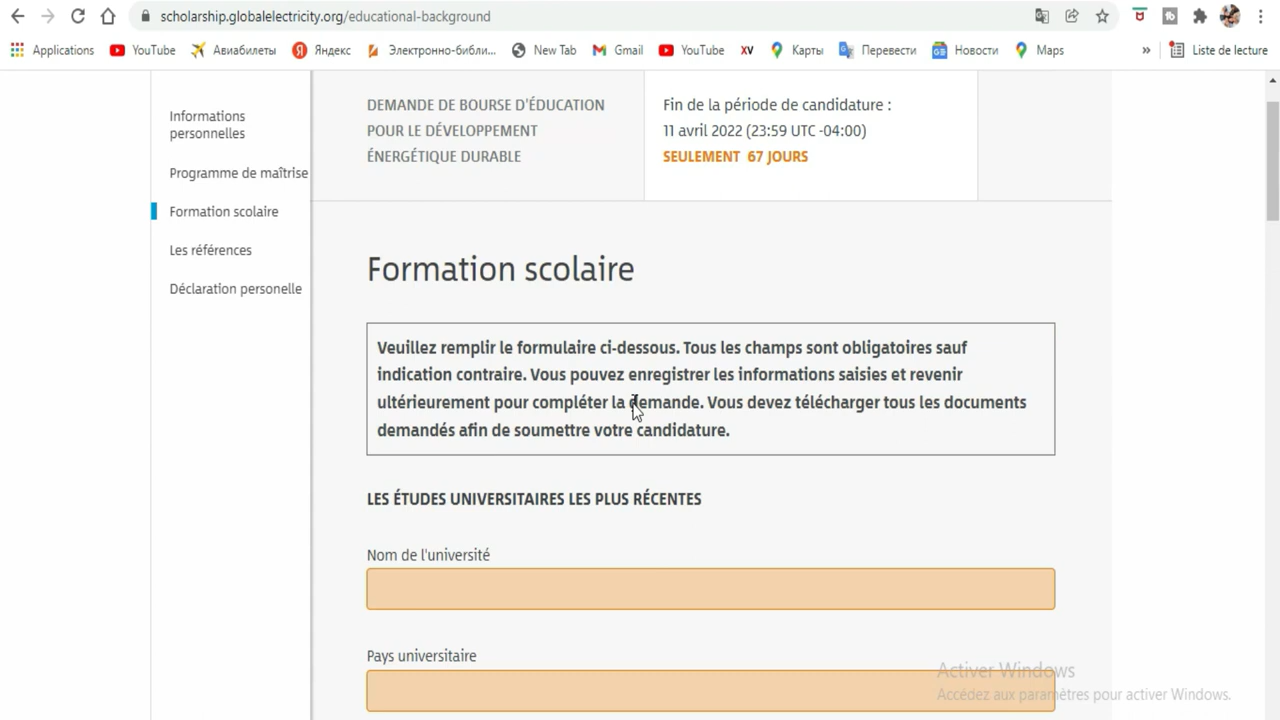 scholarship.globalelectricity.org/educational-background
Applications YouTube Авиабилеты Яндекс Электронно-библи... New Tab Gmail YouTube XV Карты Перевести Новости Maps » Liste de lecture
Informations
personnelles
Programme de maîtrise
Formation scolaire
Les références
Déclaration personelle
DEMANDE DE BOURSE D'ÉDUCATION
POUR LE DÉVELOPPEMENT
ÉNERGÉTIQUE DURABLE
Fin de la période de candidature :
11 avril 2022 (23:59 UTC -04:00)
SEULEMENT 67 JOURS
Formation scolaire
Veuillez remplir le formulaire ci-dessous. Tous les champs sont obligatoires sauf
indication contraire. Vous pouvez enregistrer les informations saisies et revenir
ultérieurement pour compléter la demande. Vous devez télécharger tous les documents
demandés afin de soumettre votre candidature.
LES ÉTUDES UNIVERSITAIRES LES PLUS RÉCENTES
Nom de l'université
Pays universitaire
Activer Windows
Accédez aux paramètres pour activer Windows.